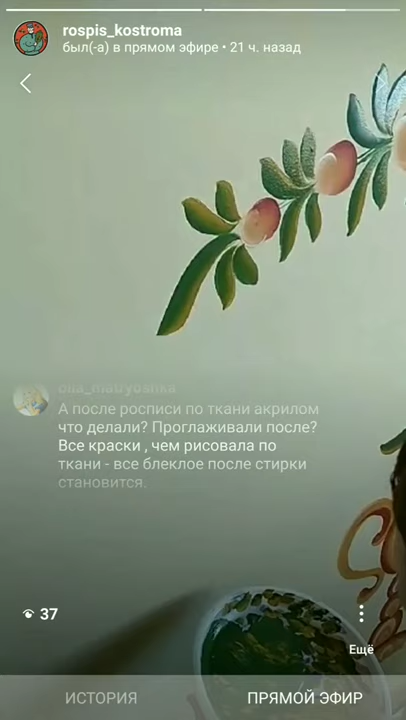 rospis_kostroma
был(-а) в прямом эфире • 21 ч. назад
А после росписи по ткани акрилом
что делали? Проглаживали после?
Все краски , чем рисовала по
ткани - все блеклое после стирки
становится.
37
Ещё
ИСТОРИЯ
ПРЯМОЙ ЭФИР